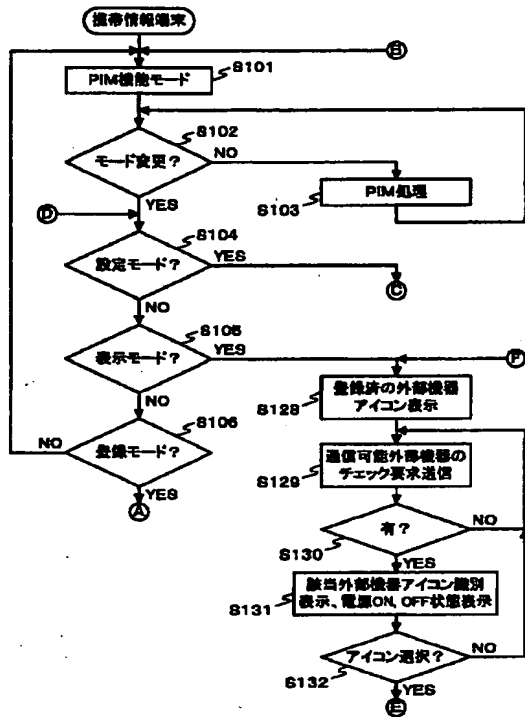 携帯情報端末
B
PIM機能モード
S101
モード変更?
S102
NO
YES
PIM処理
S103
D
設定モード?
S104
YES
C
NO
表示モード?
S105
YES
F
NO
登録モード?
S106
NO
YES
A
登録済の外部機器
アイコン表示
S128
通信可能外部機器の
チェック要求送信
S129
有?
S130
NO
YES
該当外部機器アイコン識別
表示、電源ON、OFF状態表示
S131
アイコン選択?
S132
NO
YES
E